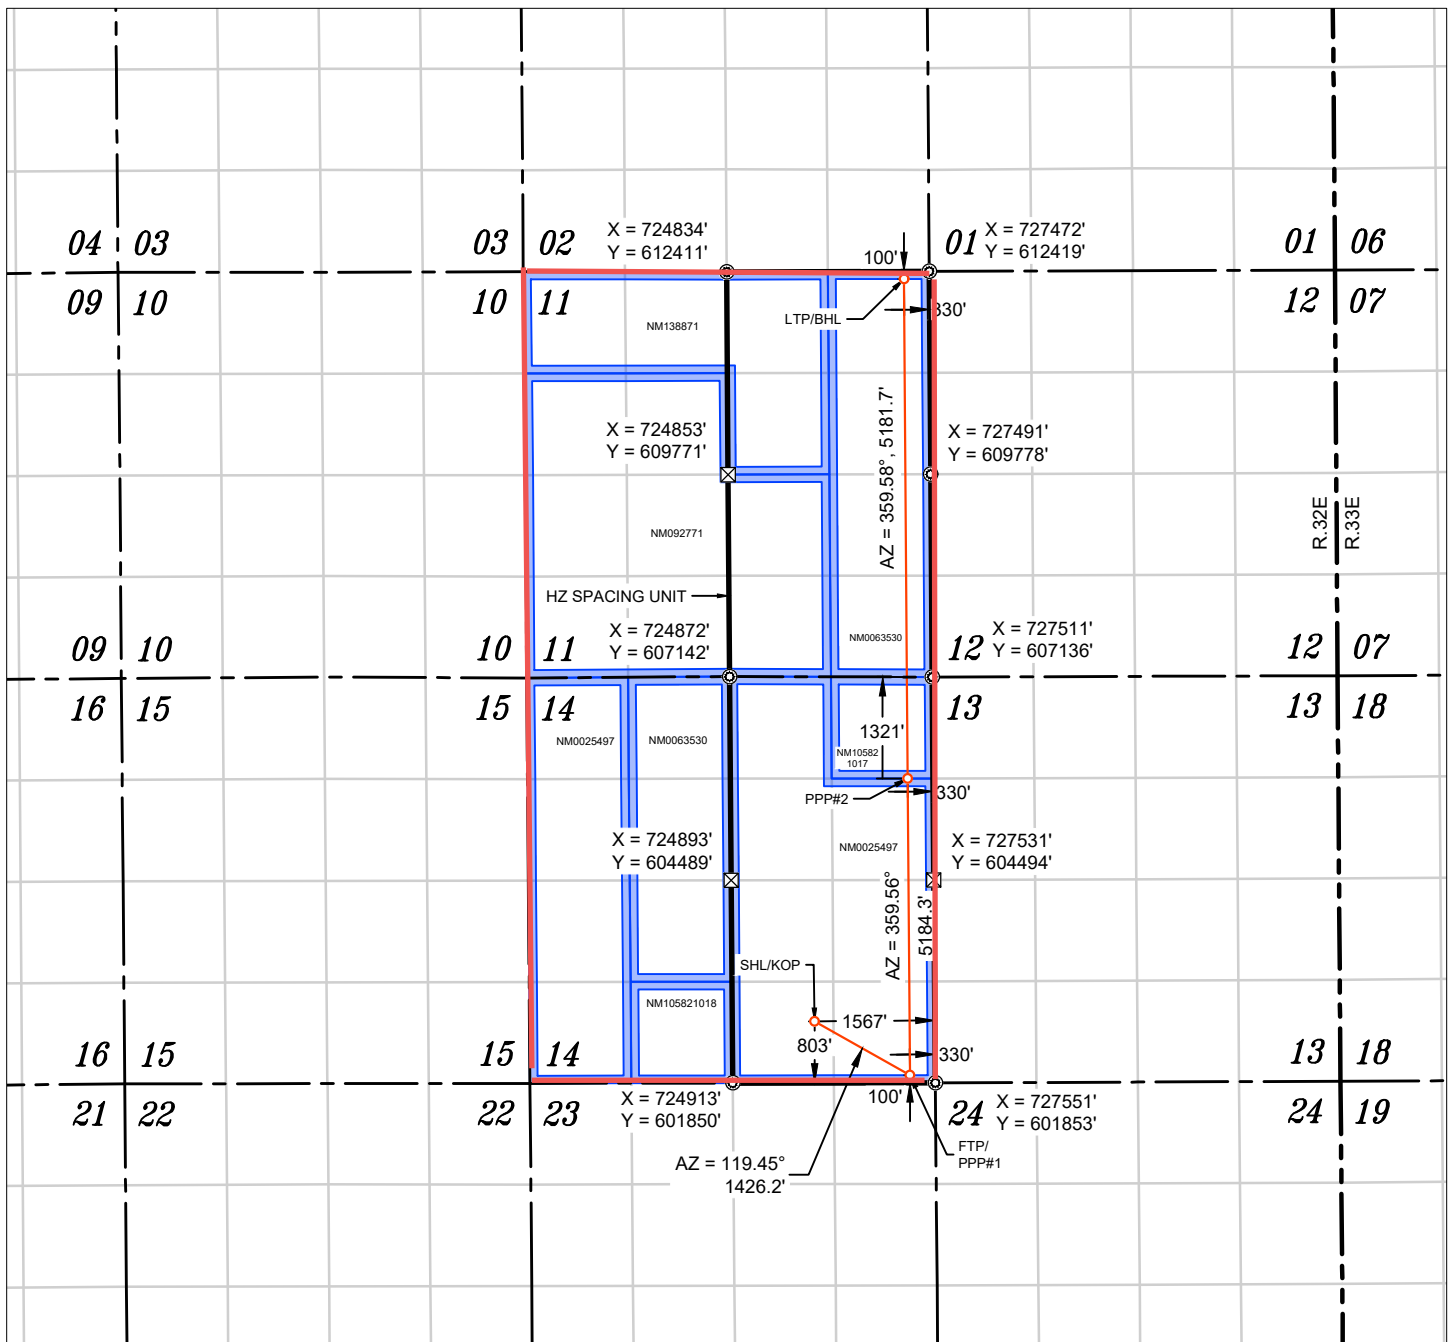 X = 724834'
Y = 612411'
X = 727472'
Y = 612419'
04 03
03 02
01
01 06
100'
09 10
10 11
12 07
LTP/BHL
330'
NM138871
X = 724853'
Y = 609771'
X = 727491'
Y = 609778'
AZ = 359.58°, 5181.7'
R.32E
R.33E
NM092771
HZ SPACING UNIT
X = 724872'
Y = 607142'
X = 727511'
Y = 607136'
NM0063530
09 10
10 11
12
12 07
16 15
15 14
13
13 18
1321'
NM0025497
NM0063530
NM10582
1017
PPP#2
330'
X = 724893'
Y = 604489'
X = 727531'
Y = 604494'
NM0025497
AZ = 359.56°
5184.3'
SHL/KOP
NM105821018
1567'
803'
330'
16 15
15 14
13 18
100'
X = 724913'
Y = 601850'
X = 727551'
Y = 601853'
21 22
22 23
24
24 19
FTP/
PPP#1
AZ = 119.45°
1426.2'